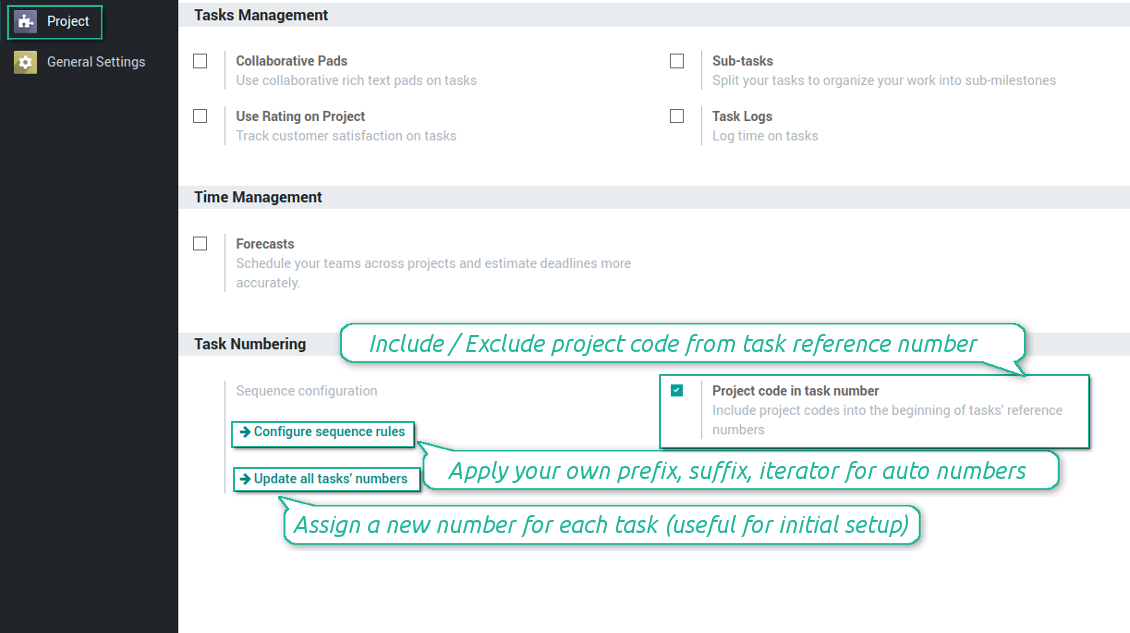 Project
General Settings
Tasks Management
Collaborative Pads
Use collaborative rich text pads on tasks
Sub-tasks
Split your tasks to organize your work into sub-milestones
Use Rating on Project
Track customer satisfaction on tasks
Task Logs
Log time on tasks
Time Management
Forecasts
Schedule your teams across projects and estimate deadlines more
accurately.
Task Numbering
Include / Exclude project code from task reference number
Sequence configuration
Project code in task number
Include project codes into the beginning of tasks' reference
numbers
Configure sequence rules
Apply your own prefix, suffix, iterator for auto numbers
Update all tasks' numbers
Assign a new number for each task (useful for initial setup)